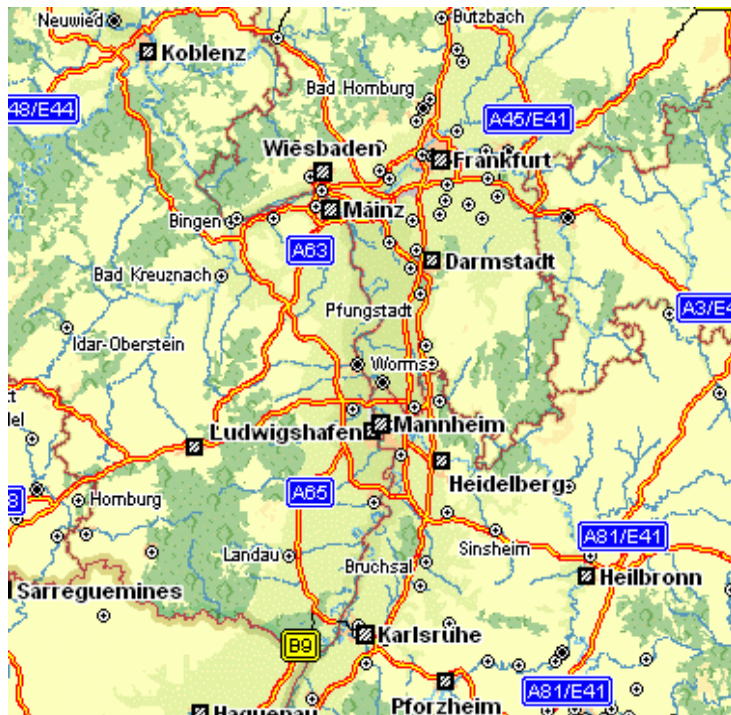 Neuwied
Butzbach
Koblenz
Bad Homburg
48/E44
A45/E41
Wiesbaden
Frankfurt
Mainz
Bingen
A63
Darmstadt
Bad Kreuznach
Pfungstadt
A3/E4
Idar-Oberstein
Worms
Mannheim
Ludwigshafen
Heidelberg
A65
Homburg
8
A81/E41
Landau
Bruchsal
Sinsheim
Heilbronn
Sarreguemines
Karlsruhe
B9
Pforzheim
A81/E41
Haguenau